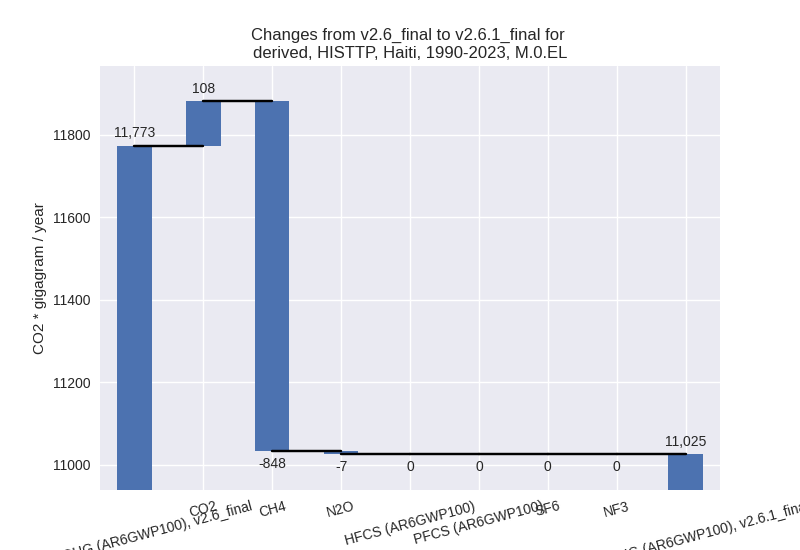 Changes from v2.6_final to v2.6.1_final for
derived, HISTTP, Haiti, 1990-2023, M.0.EL
CO2 * gigagram / year
11800
11600
11400
11200
11000
11,773
108
-848
-7
0
0
0
0
11,025
(AR6GWP100), v2.6_final
CO2
CH4
N2O
HFCS (AR6GWP100)
PFCS (AR6GWP100)
SF6
NF3
(AR6GWP100), v2.6.1_fina